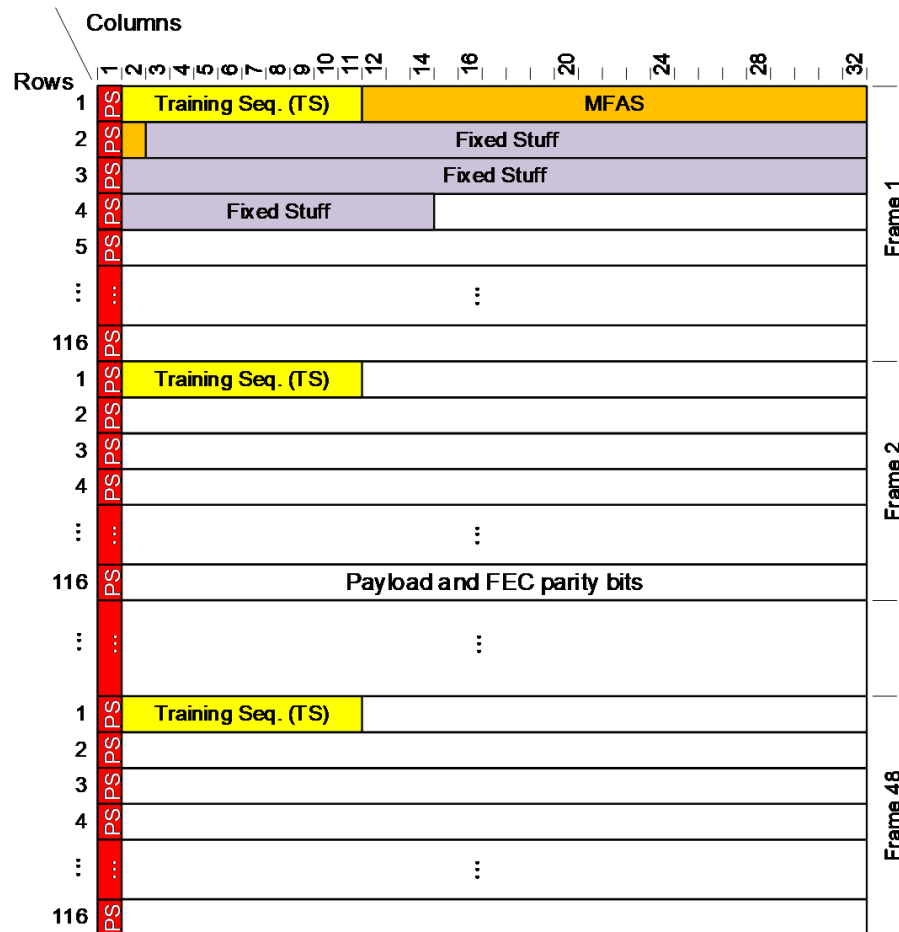 Columns
Rows
1 2 3 4 5 6 7 8 9 10 11 12 14 16 20 24 28 32
1 PS Training Seq. (TS) MFAS
2 PS Fixed Stuff
3 PS Fixed Stuff
4 PS Fixed Stuff
5 PS
... ... ...
116 PS
Frame 1
1 PS Training Seq. (TS)
2 PS
3 PS
4 PS
... ... ...
116 PS Payload and FEC parity bits
Frame 2
... ... ...
1 PS Training Seq. (TS)
2 PS
3 PS
4 PS
... ... ...
116 PS
Frame 48